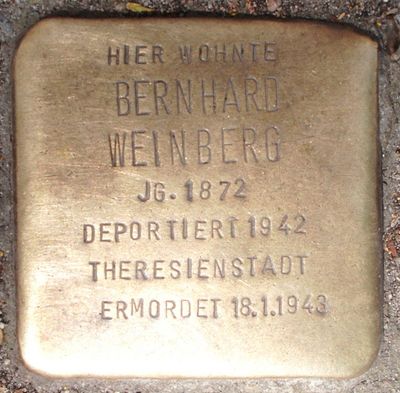 HIER WOHNTE
BERNHARD
WEINBERG
JG. 1872
DEPORTIERT 1942
THERESIENSTADT
ERMORDET 18.1.1943